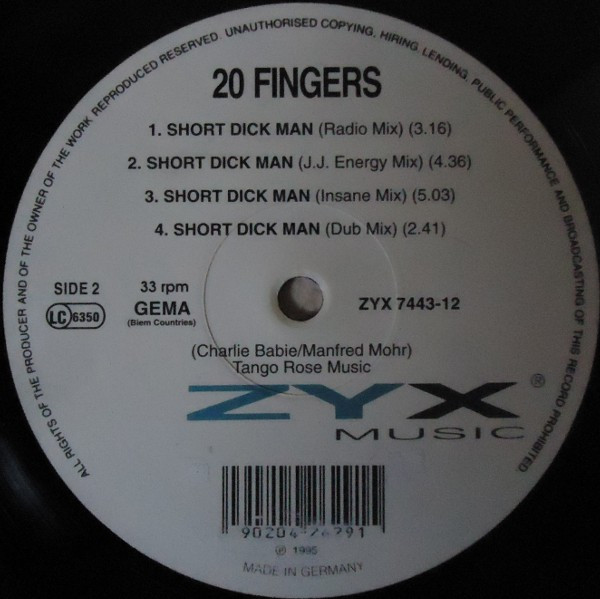 ALL RIGHTS OF THE PRODUCER AND OF THE OWNER OF THE WORK REPRODUCED RESERVED. UNAUTHORISED COPYING, HIRING, LENDING, PUBLIC PERFORMANCE AND BROADCASTING OF THIS RECORD PROHIBITED
20 FINGERS
1. SHORT DICK MAN (Radio Mix) (3.16)
2. SHORT DICK MAN (J.J. Energy Mix) (4.36)
3. SHORT DICK MAN (Insane Mix) (5.03)
4. SHORT DICK MAN (Dub Mix) (2.41)
SIDE 2
LC 6350
33 rpm
GEMA
(Biem Countries)
ZYX 7443-12
(Charlie Babie/Manfred Mohr)
Tango Rose Music
ZYX ®
MUSIC
℗ 1995
MADE IN GERMANY